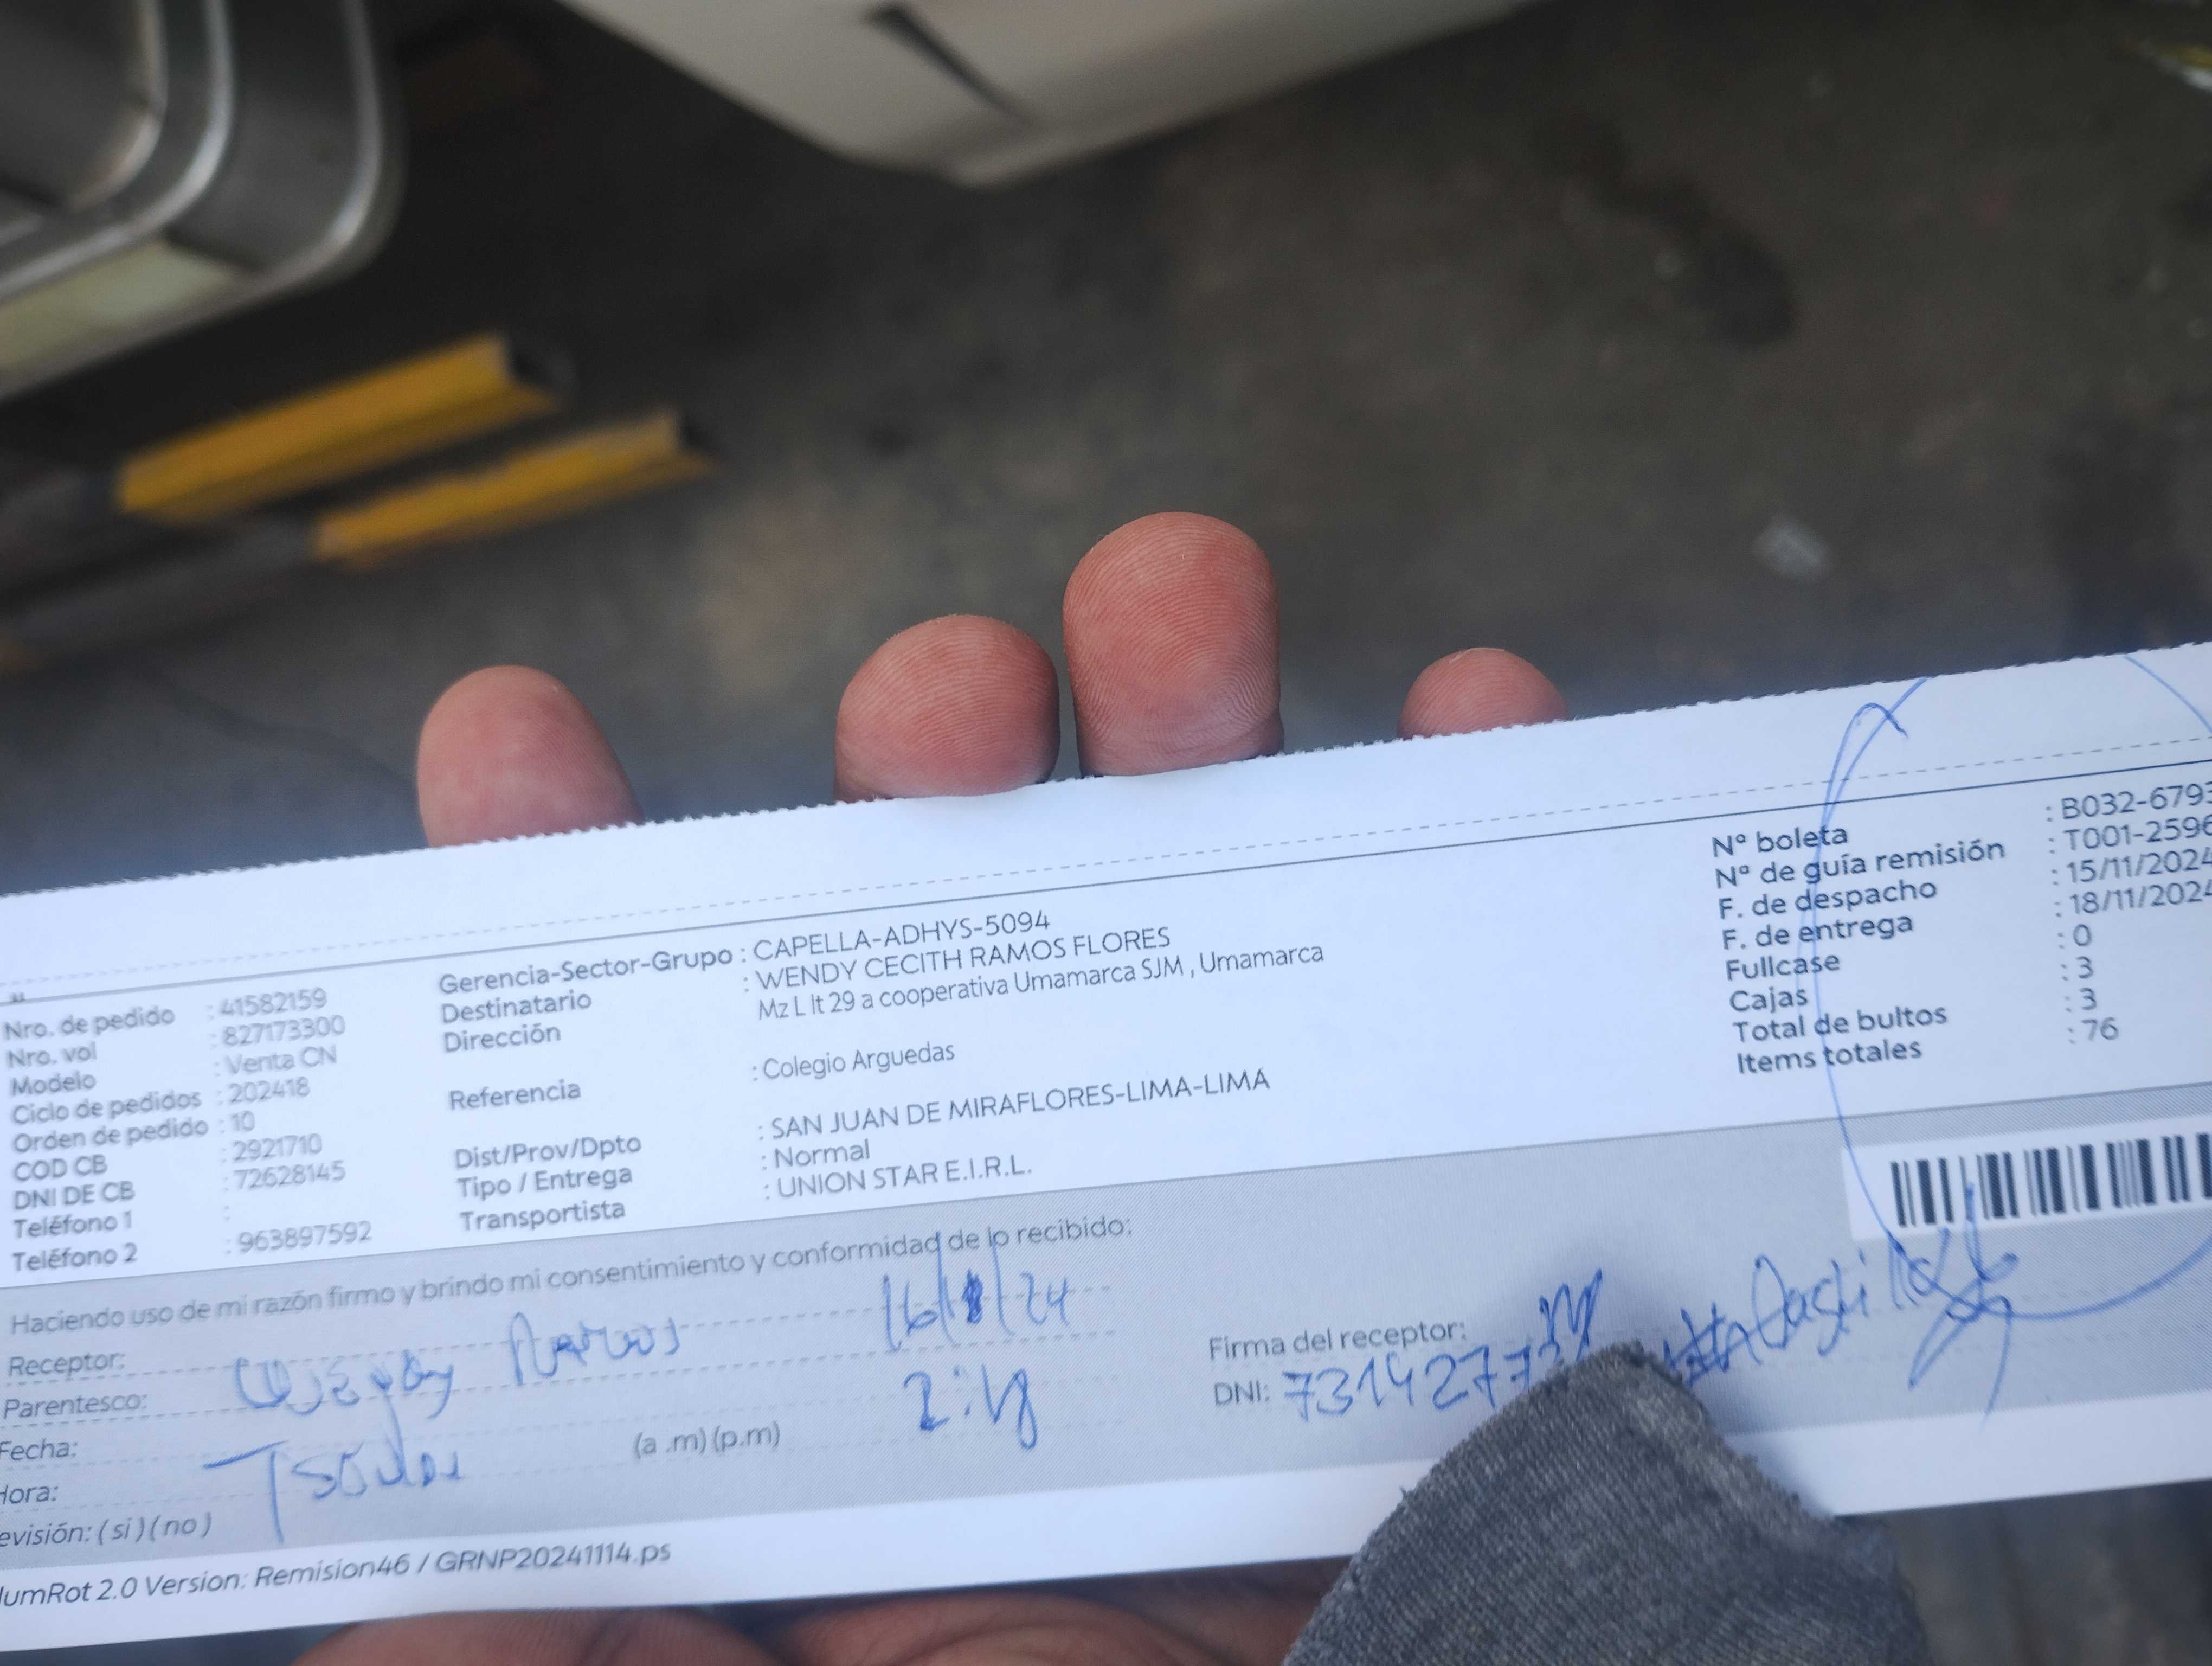 Nro. de pedido : 41582159
Nro. vol : 827173300
Modelo : Venta CN
Ciclo de pedidos : 202418
Orden de pedido : 10
COD CB : 2921710
DNI DE CB : 72628145
Teléfono 1 :
Teléfono 2 : 963897592
Gerencia-Sector-Grupo : CAPELLA-ADHYS-5094
Destinatario : WENDY CECITH RAMOS FLORES
Dirección : Mz L lt 29 a cooperativa Umamarca SJM , Umamarca
Referencia : Colegio Arguedas
Dist/Prov/Dpto : SAN JUAN DE MIRAFLORES-LIMA-LIMA
Tipo / Entrega : Normal
Transportista : UNION STAR E.I.R.L.
Nº boleta : B032-6793
Nº de guía remisión : T001-2596
F. de despacho : 15/11/2024
F. de entrega : 18/11/2024
Fullcase : 0
Cajas : 3
Total de bultos : 3
Items totales : 76
Haciendo uso de mi razón firmo y brindo mi consentimiento y conformidad de lo recibido:
Receptor:
Parentesco:
Fecha:
Hora:
(a .m) (p.m)
evisión: ( si ) ( no )
Firma del receptor:
DNI: 7314277
umRot 2.0 Version: Remision46 / GRNP20241114.ps